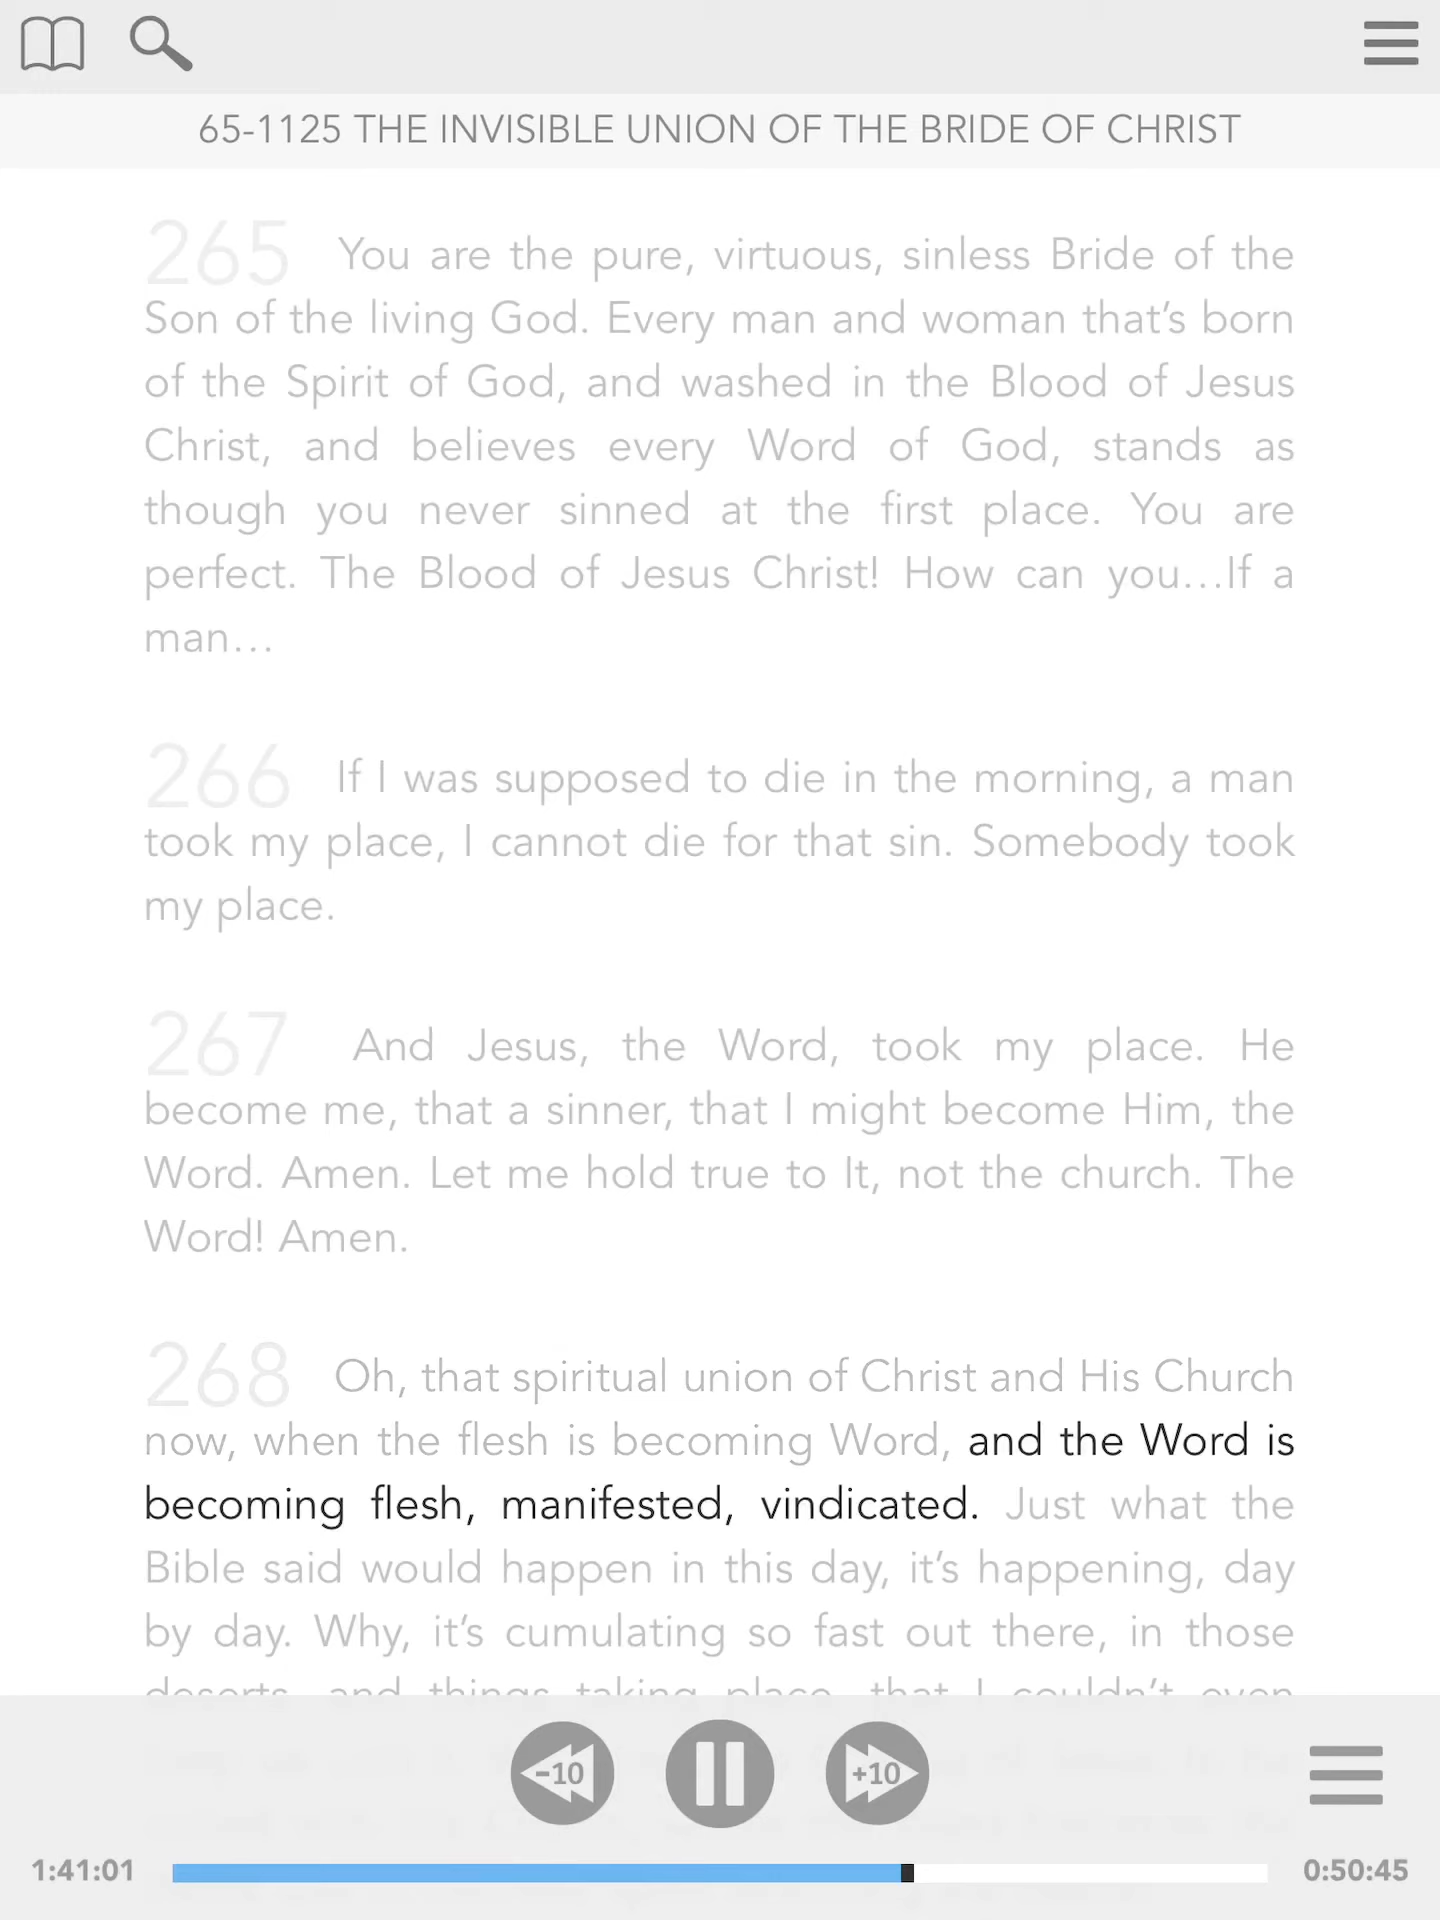 65-1125 THE INVISIBLE UNION OF THE BRIDE OF CHRIST
265 You are the pure, virtuous, sinless Bride of the
Son of the living God. Every man and woman that’s born
of the Spirit of God, and washed in the Blood of Jesus
Christ, and believes every Word of God, stands as
though you never sinned at the first place. You are
perfect. The Blood of Jesus Christ! How can you…If a
man…
266 If I was supposed to die in the morning, a man
took my place, I cannot die for that sin. Somebody took
my place.
267 And Jesus, the Word, took my place. He
become me, that a sinner, that I might become Him, the
Word. Amen. Let me hold true to It, not the church. The
Word! Amen.
268 Oh, that spiritual union of Christ and His Church
now, when the flesh is becoming Word, and the Word is
becoming flesh, manifested, vindicated. Just what the
Bible said would happen in this day, it’s happening, day
by day. Why, it’s cumulating so fast out there, in those
deserts, and things taking place, that I couldn’t even
-10 +10
1:41:01 0:50:45